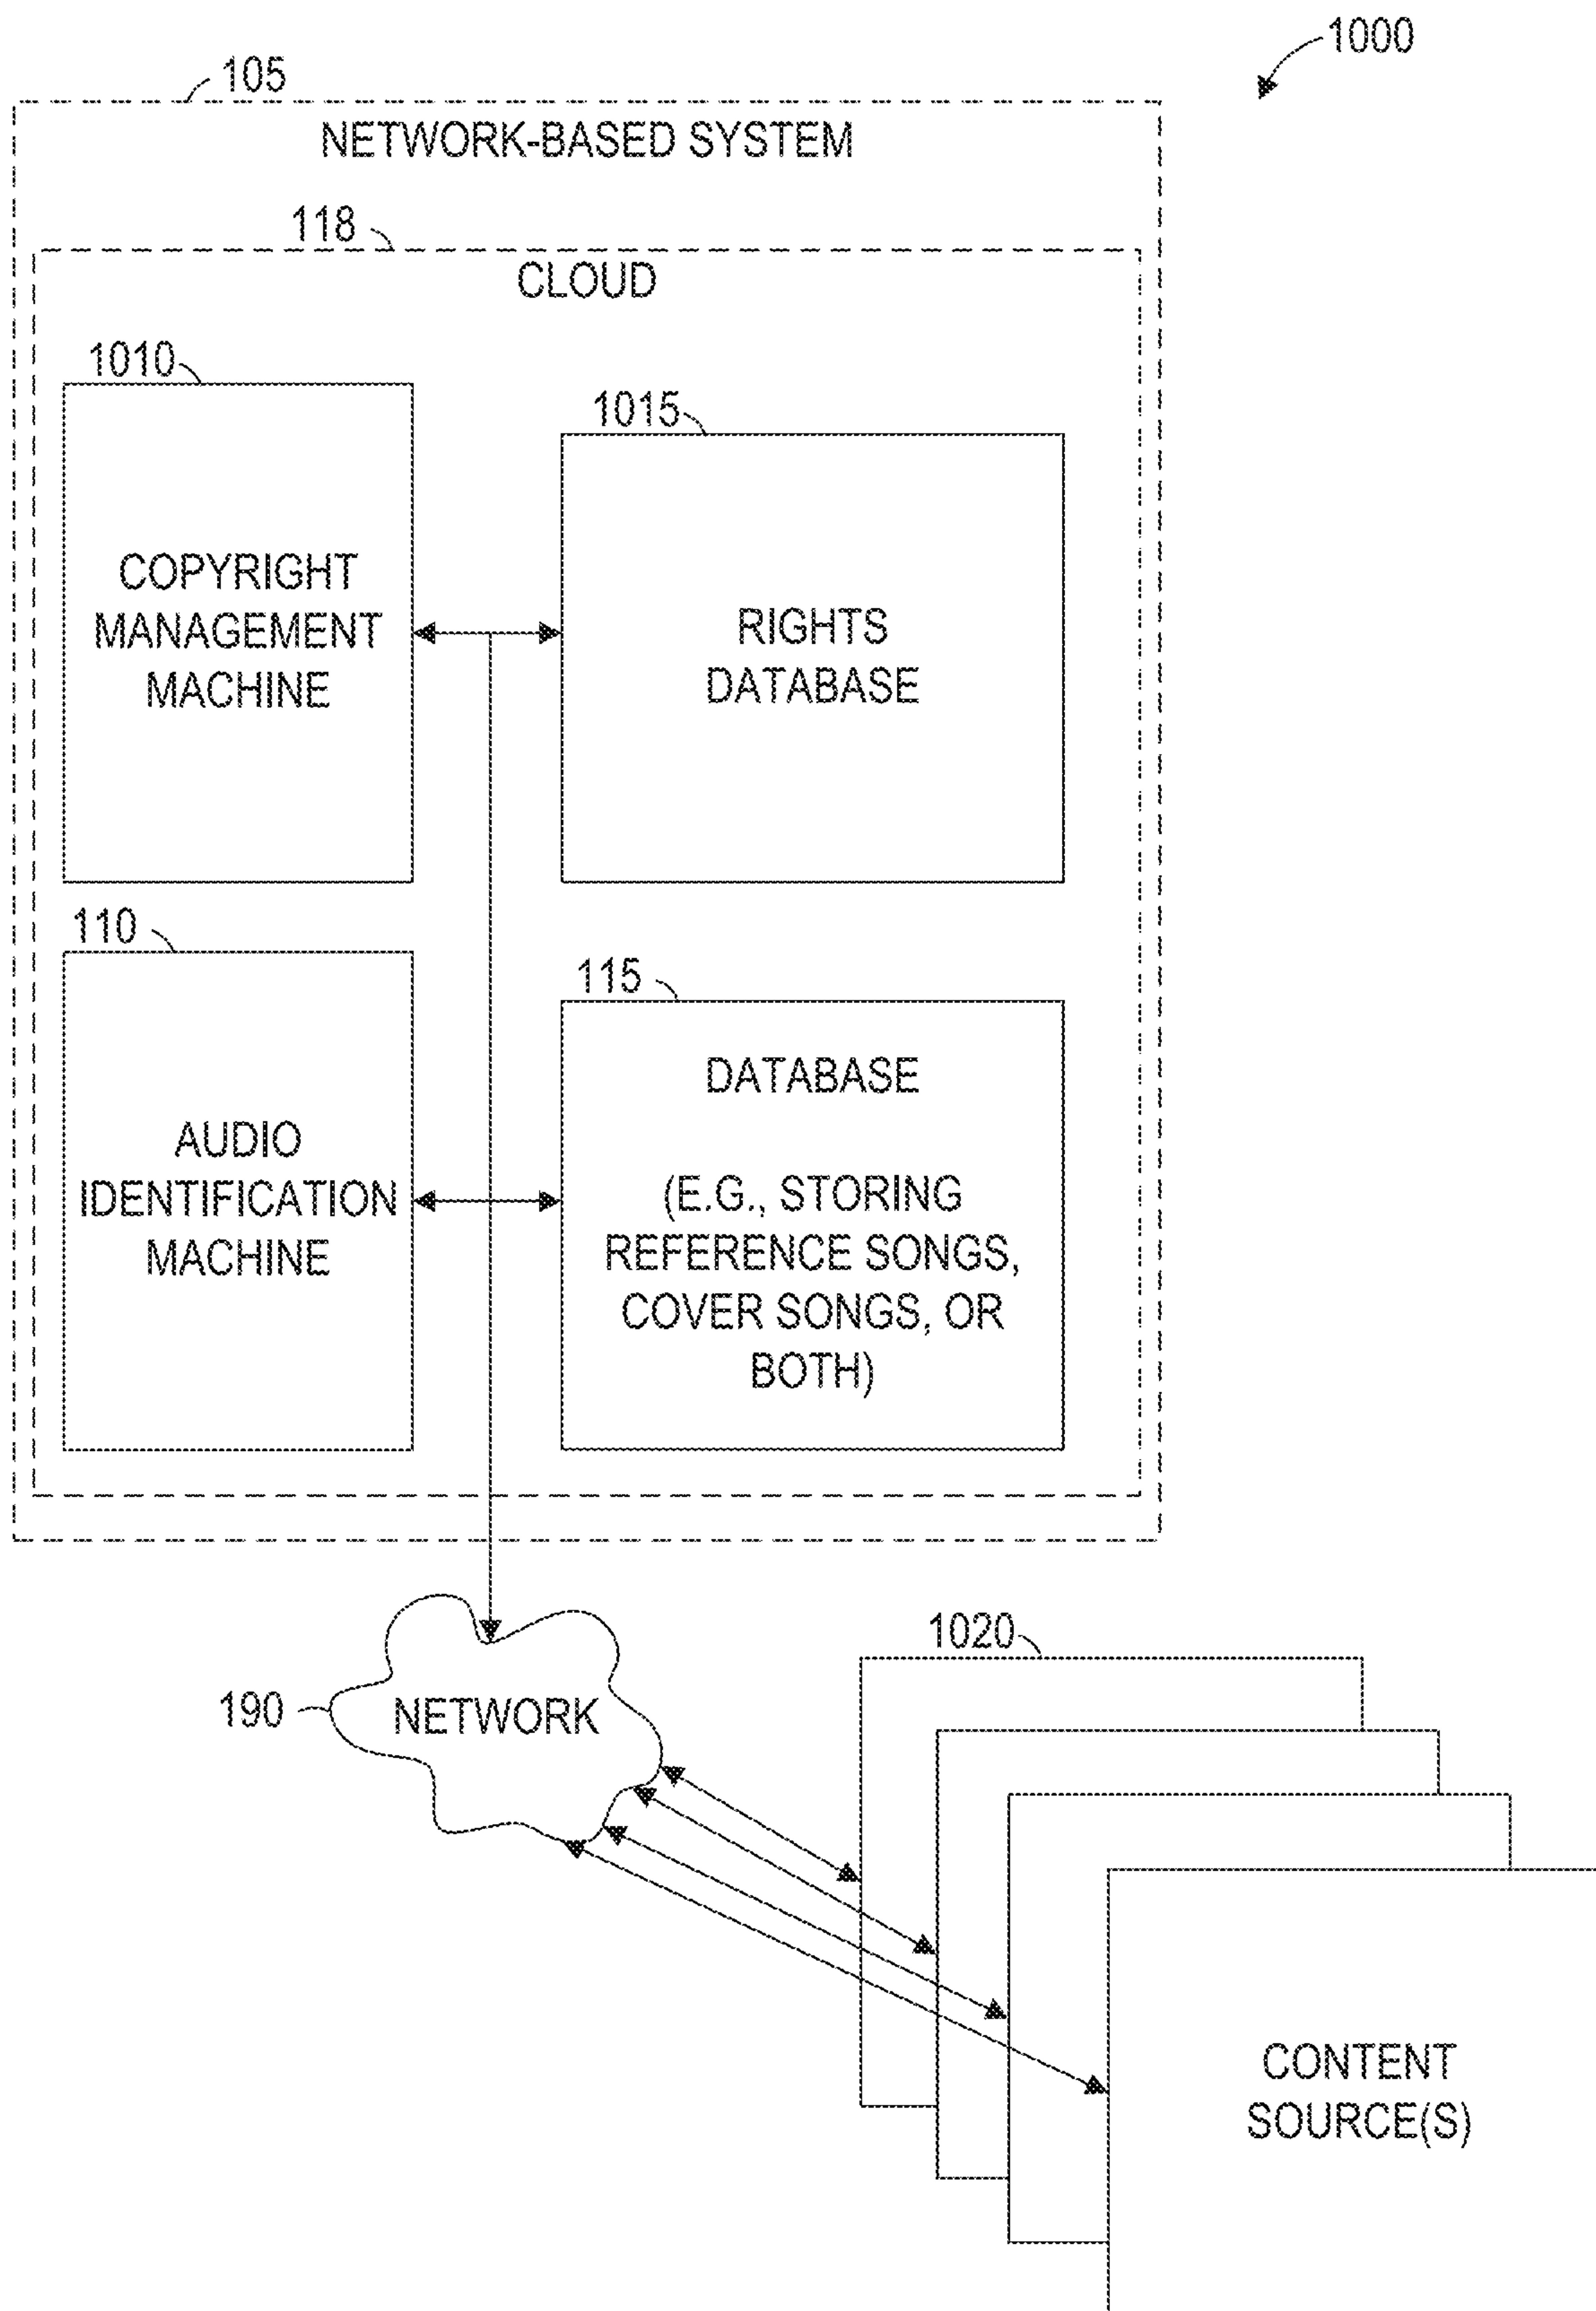 1000
105
NETWORK-BASED SYSTEM
118
CLOUD
1010
COPYRIGHT
MANAGEMENT
MACHINE
1015
RIGHTS
DATABASE
110
AUDIO
IDENTIFICATION
MACHINE
115
DATABASE
(E.G., STORING
REFERENCE SONGS,
COVER SONGS, OR
BOTH)
190
NETWORK
1020
CONTENT
SOURCE(S)